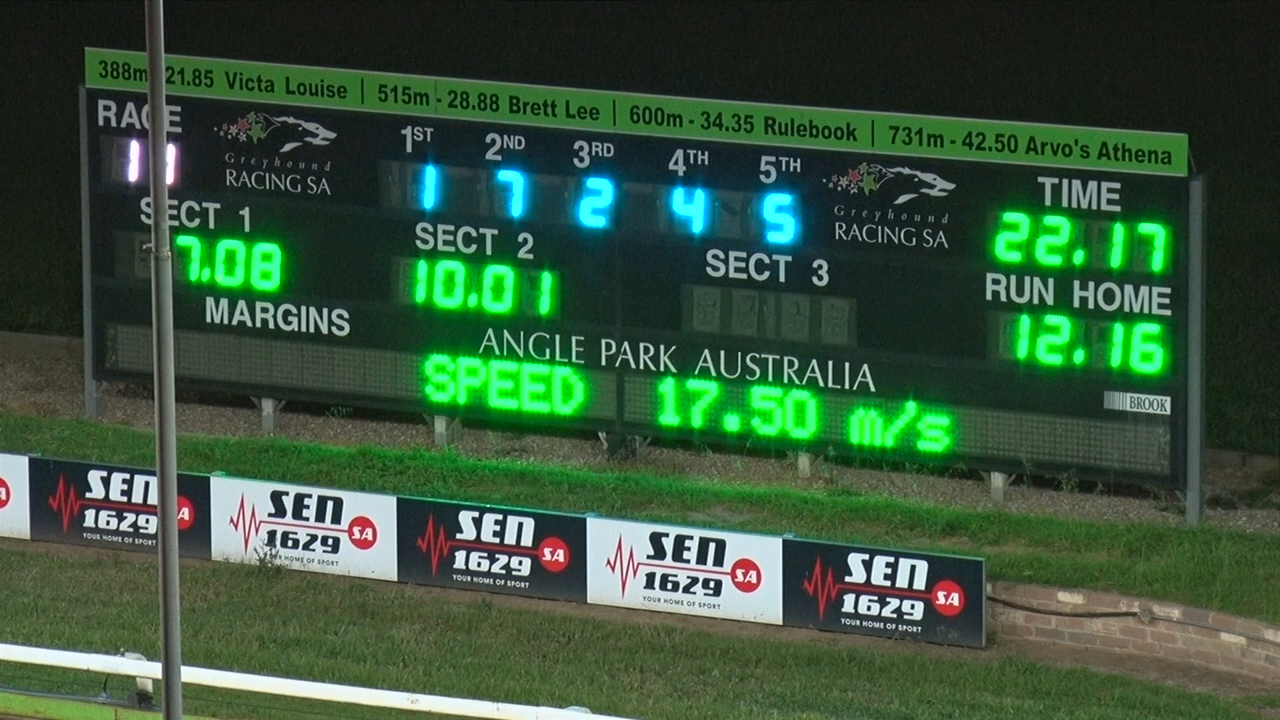 388m 21.85 Victa Louise | 515m - 28.88 Brett Lee | 600m - 34.35 Rulebook | 731m - 42.50 Arvo's Athena
RACE
11
Greyhound
RACING SA
1ST 2ND 3RD 4TH 5TH
1 7 2 4 5
Greyhound
RACING SA
TIME
22.17
SECT 1
7.08
SECT 2
10.01
SECT 3
RUN HOME
12.16
MARGINS
ANGLE PARK AUSTRALIA
SPEED 17.50 m/s
BROOK
SEN
1629 SA
YOUR HOME OF SPORT
SEN
1629 SA
YOUR HOME OF SPORT
SEN
1629 SA
YOUR HOME OF SPORT
SEN
1629 SA
YOUR HOME OF SPORT
SEN
1629 SA
YOUR HOME OF SPORT